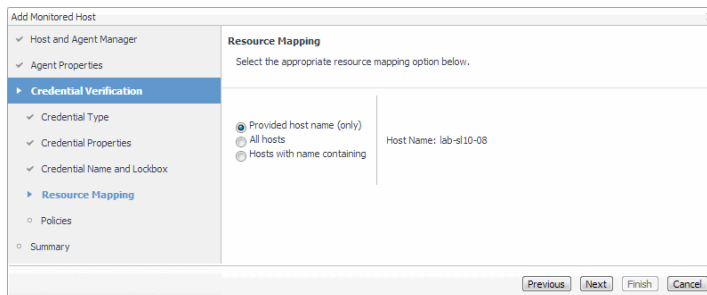 Add Monitored Host
Host and Agent Manager
Agent Properties
Credential Verification
Credential Type
Credential Properties
Credential Name and Lockbox
Resource Mapping
Policies
Summary
Resource Mapping
Select the appropriate resource mapping option below.
Provided host name (only)
All hosts
Hosts with name containing
Host Name: lab-sl10-08
Previous Next Finish Cancel